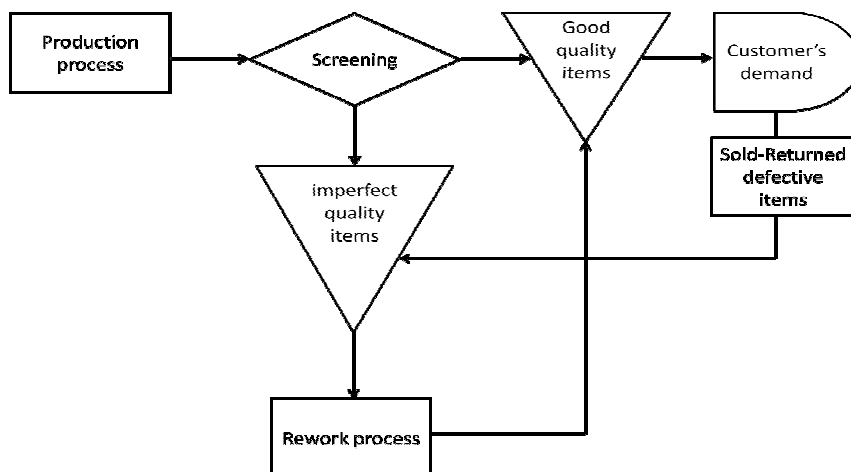 Production
process
Screening
Good
quality
items
Customer's
demand
Sold-Returned
defective
items
imperfect
quality
items
Rework process